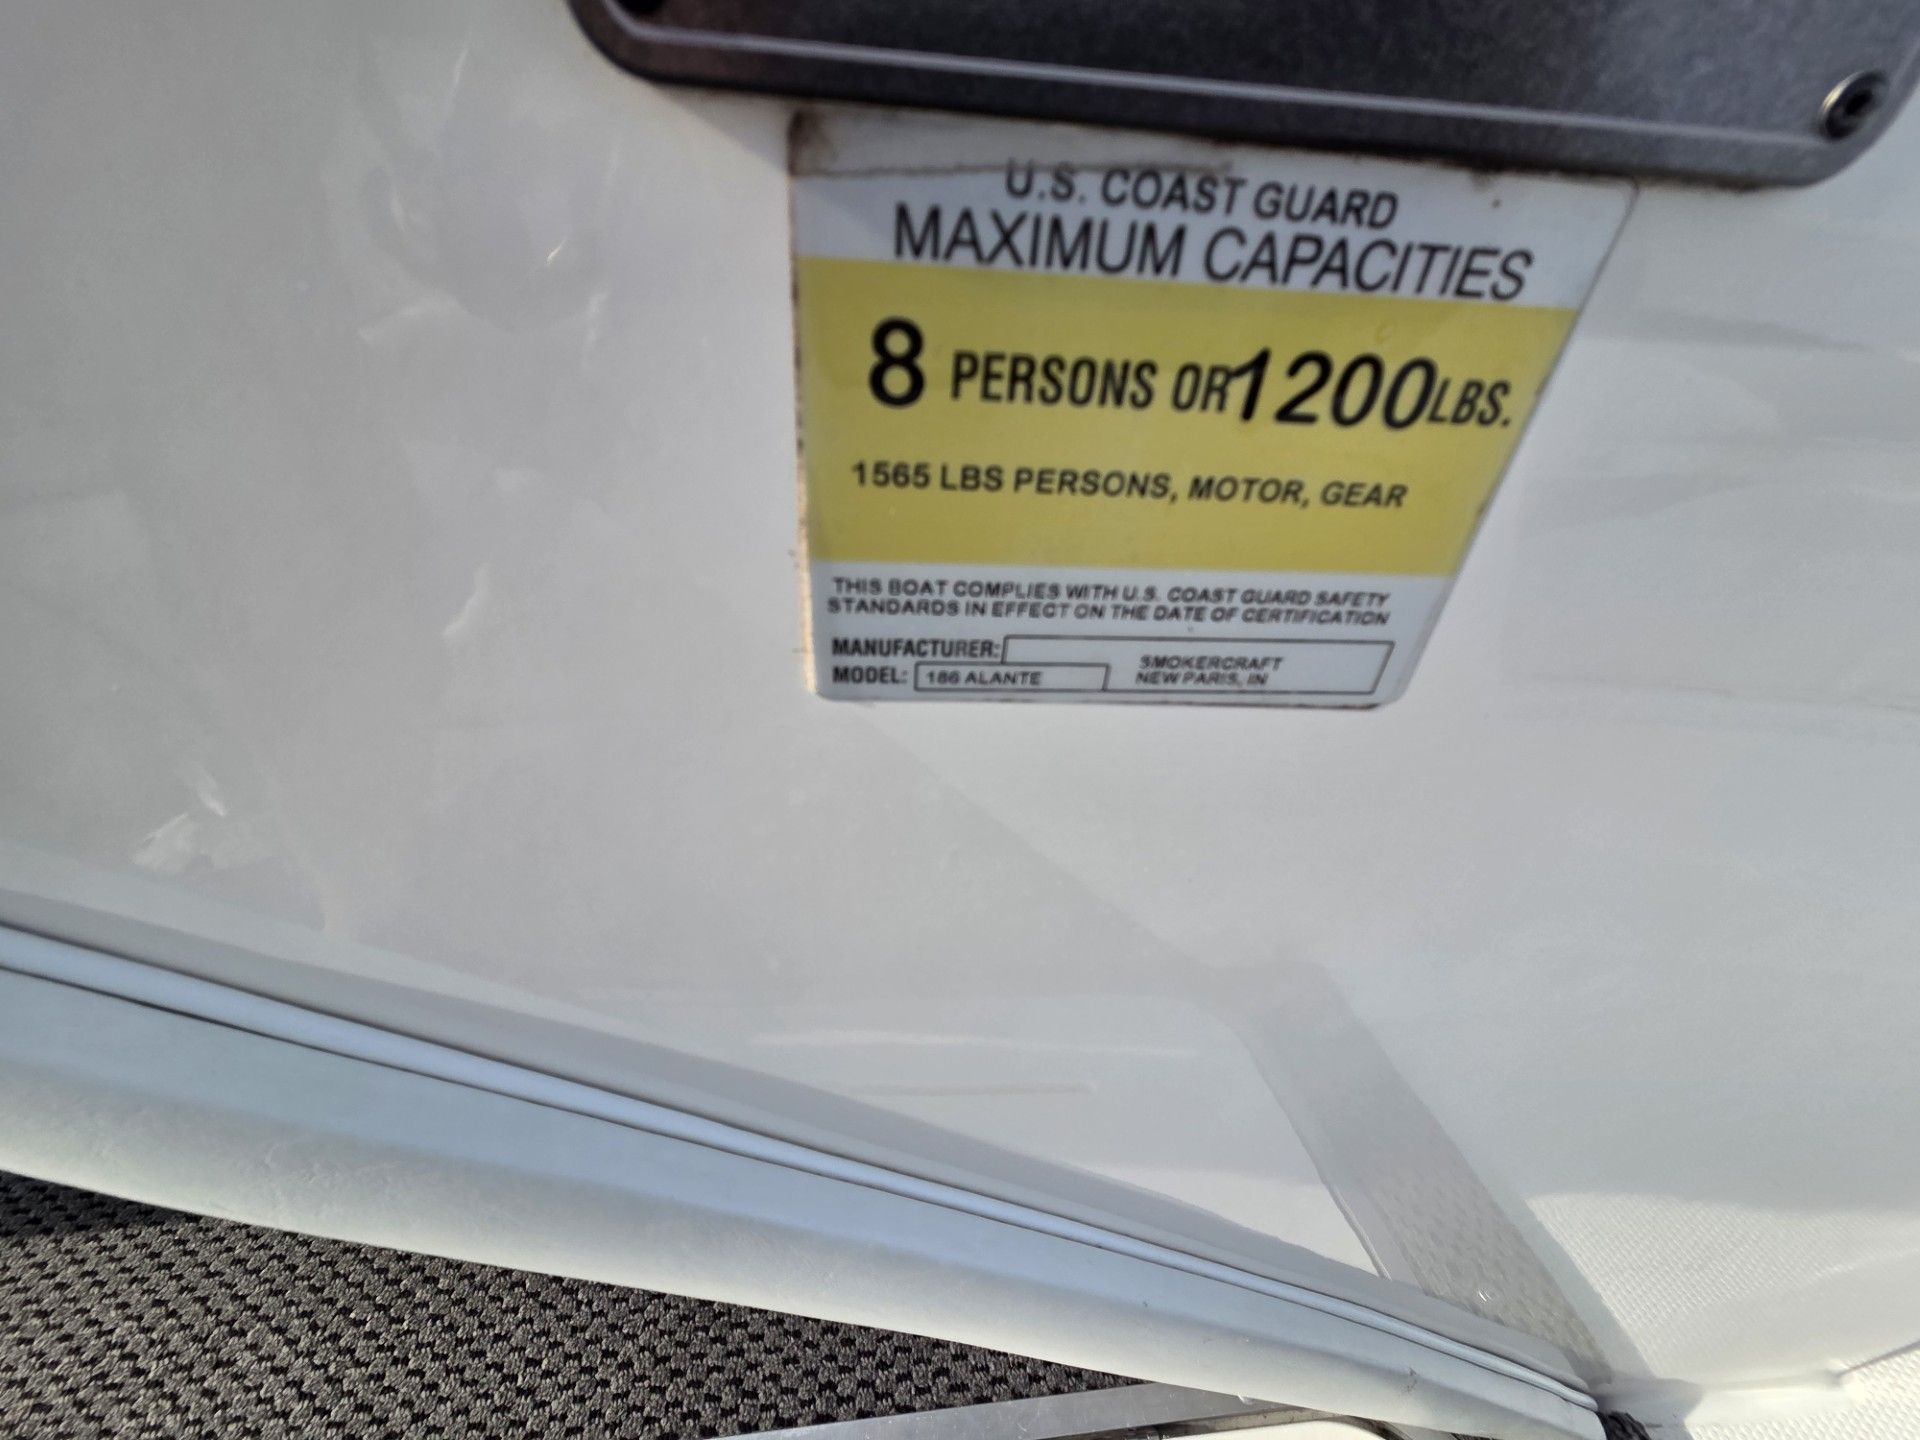 U.S. COAST GUARD
MAXIMUM CAPACITIES
8 PERSONS OR 1200 LBS.
1565 LBS PERSONS, MOTOR, GEAR
THIS BOAT COMPLIES WITH U.S. COAST GUARD SAFETY
STANDARDS IN EFFECT ON THE DATE OF CERTIFICATION
MANUFACTURER: SMOKERCRAFT
MODEL: 186 ALANTE NEW PARIS, IN